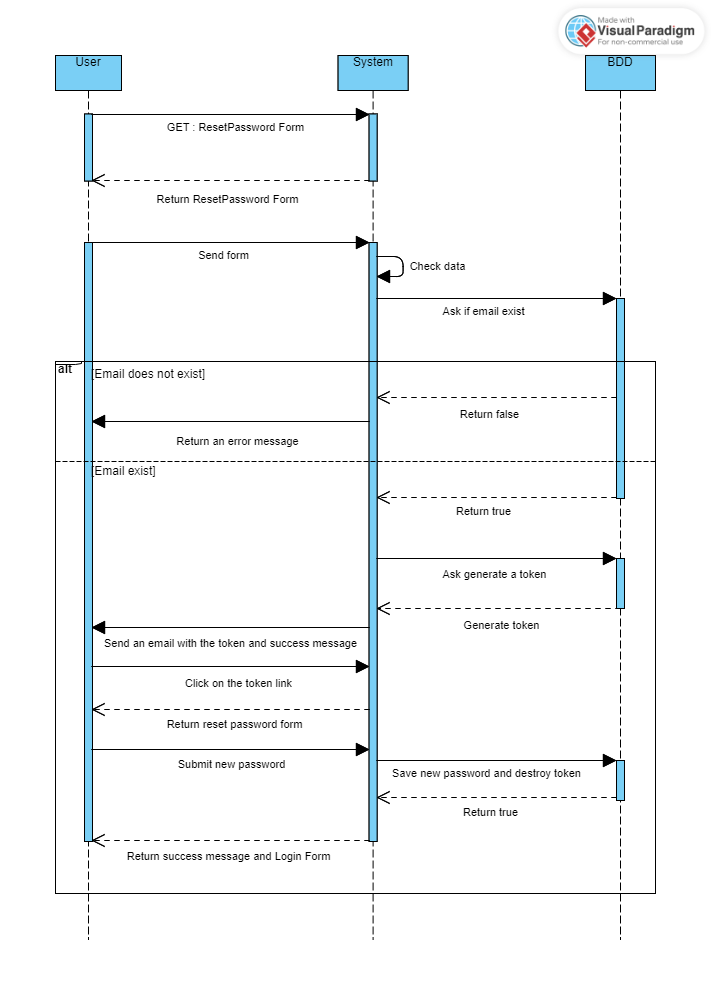 Made with
VisualParadigm
For non-commercial use
User
System
BDD
GET : ResetPassword Form
Return ResetPassword Form
Send form
Check data
Ask if email exist
alt
[Email does not exist]
Return false
Return an error message
[Email exist]
Return true
Ask generate a token
Generate token
Send an email with the token and success message
Click on the token link
Return reset password form
Submit new password
Save new password and destroy token
Return true
Return success message and Login Form